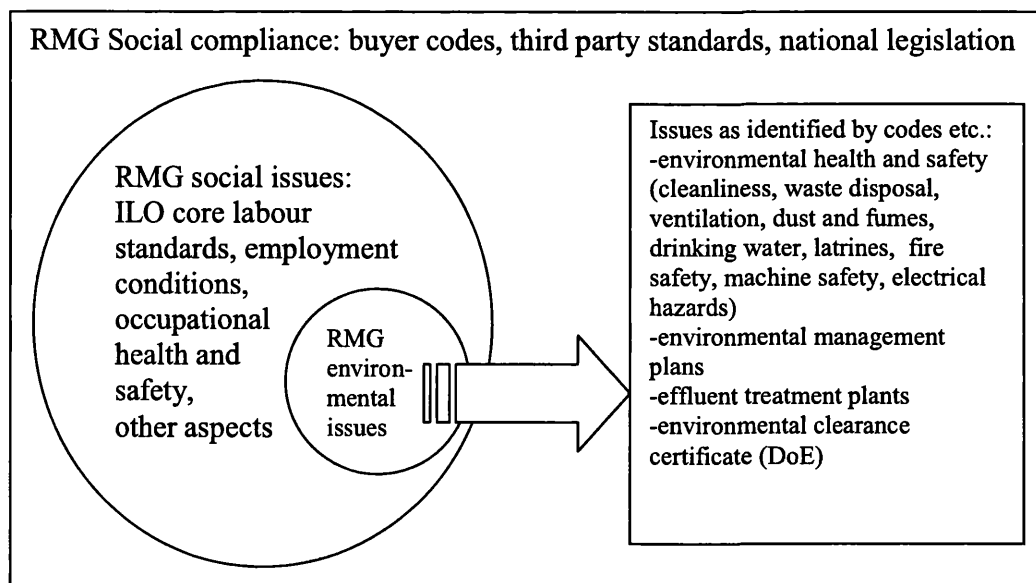 RMG Social compliance: buyer codes, third party standards, national legislation
RMG social issues:
ILO core labour
standards, employment
conditions,
occupational
health and
safety,
other aspects
RMG
environ-
mental
issues
Issues as identified by codes etc.:
-environmental health and safety
(cleanliness, waste disposal,
ventilation, dust and fumes,
drinking water, latrines, fire
safety, machine safety, electrical
hazards)
-environmental management
plans
-effluent treatment plants
-environmental clearance
certificate (DoE)